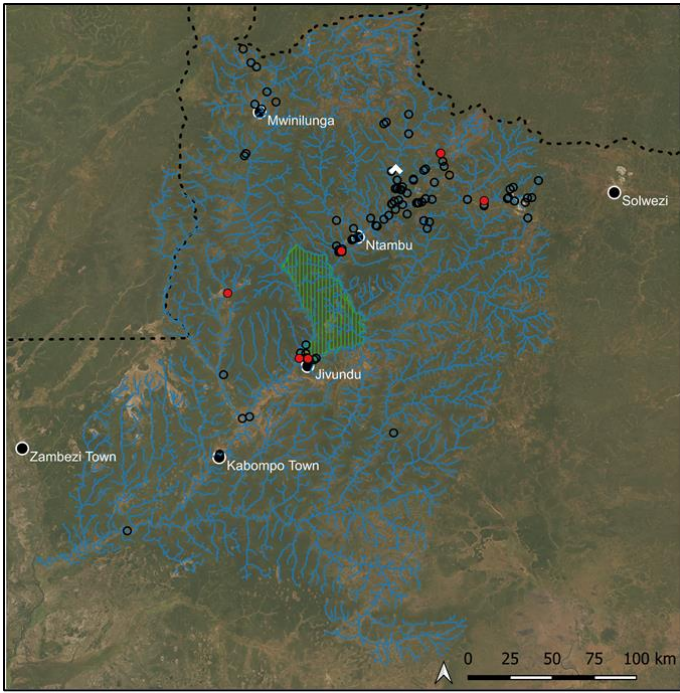 Mwinilunga
Solwezi
Ntambu
Jivundu
Zambezi Town
Kabompo Town
0 25 50 75 100 km